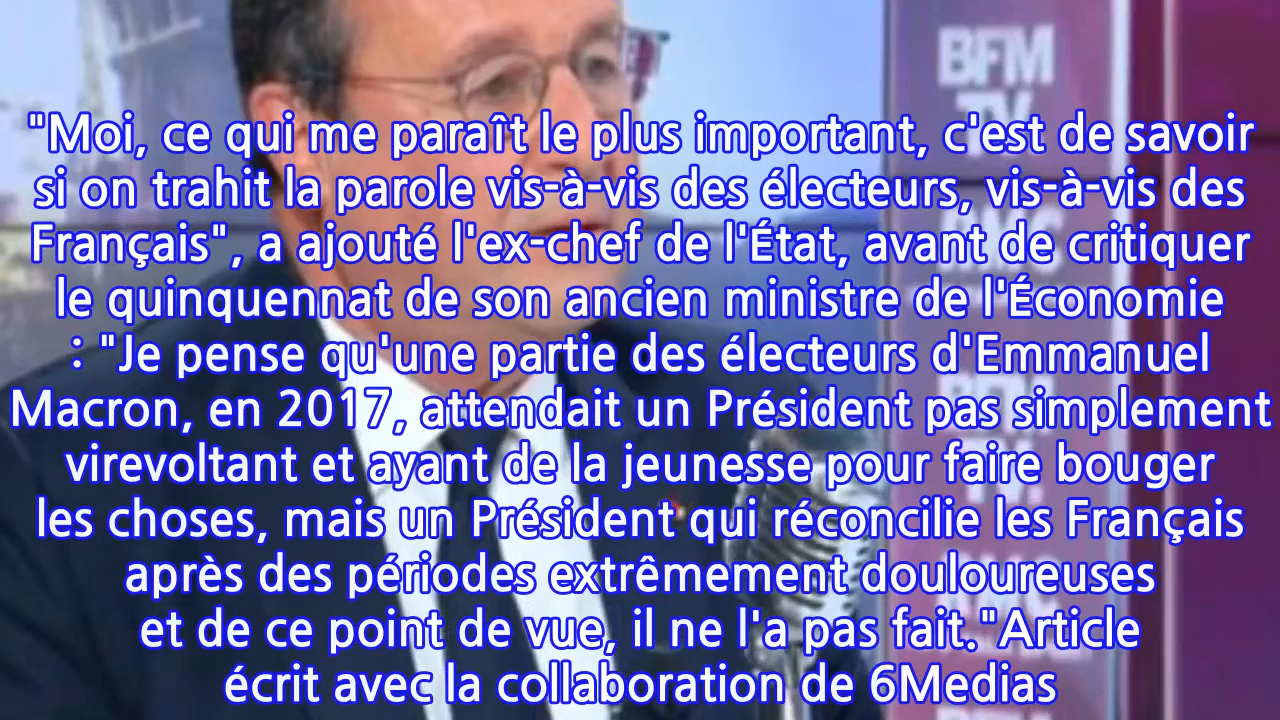 BFM
TV
"Moi, ce qui me paraît le plus important, c'est de savoir
si on trahit la parole vis-à-vis des électeurs, vis-à-vis des
Français", a ajouté l'ex-chef de l'État, avant de critiquer
le quinquennat de son ancien ministre de l'Économie
: "Je pense qu'une partie des électeurs d'Emmanuel
Macron, en 2017, attendait un Président pas simplement
virevoltant et ayant de la jeunesse pour faire bouger
les choses, mais un Président qui réconcilie les Français
après des périodes extrêmement douloureuses
et de ce point de vue, il ne l'a pas fait."Article
écrit avec la collaboration de 6Medias